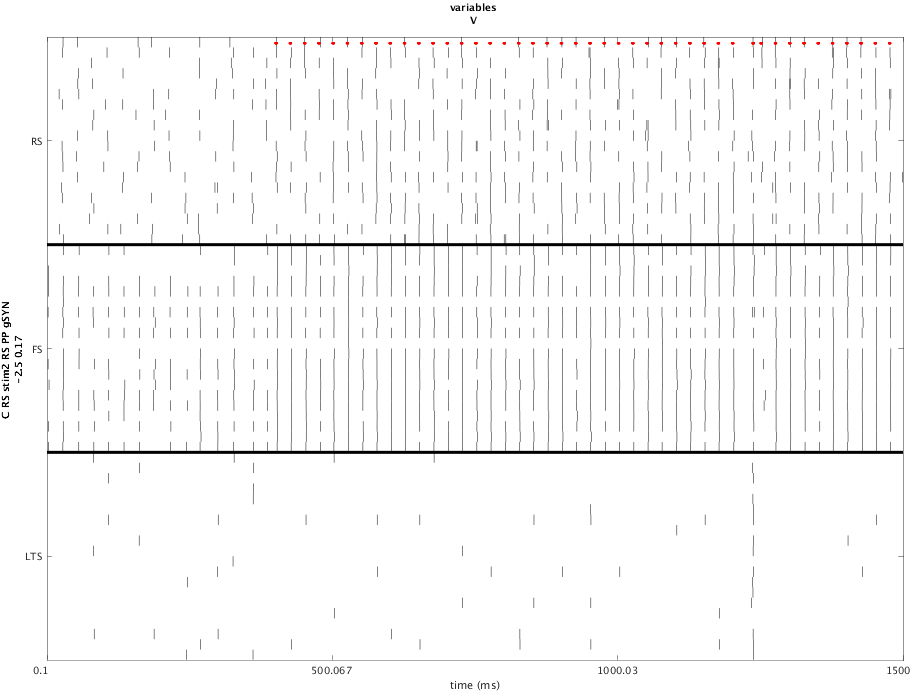 variables
V
C RS stim2 RS PP gSYN
-2.5 0.17
RS
FS
LTS
0.1
500.067
1000.03
1500
time (ms)